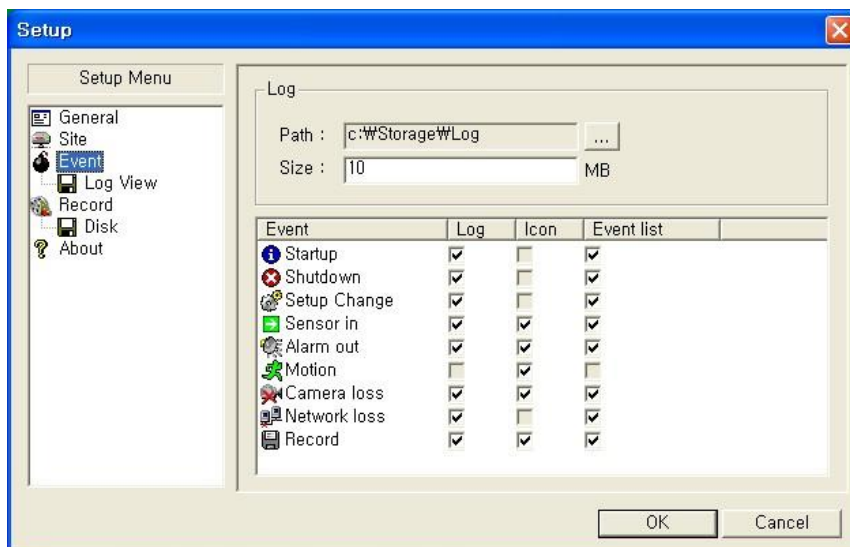 Setup
Setup Menu
General
Site
Event
Log View
Record
Disk
About
Log
Path : c:₩Storage₩Log ...
Size : 10 MB
Event Log Icon Event list
Startup
Shutdown
Setup Change
Sensor in
Alarm out
Motion
Camera loss
Network loss
Record
OK Cancel